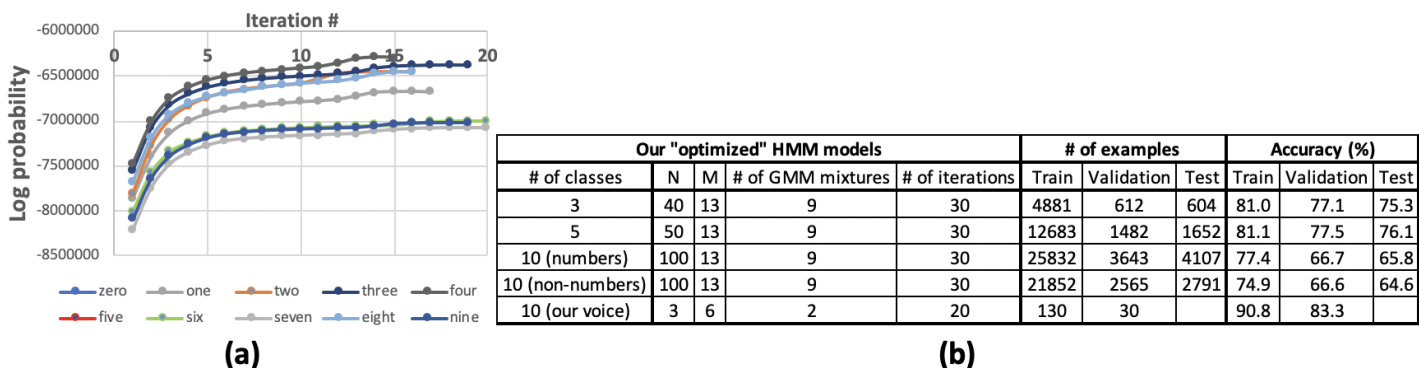 (a)
Iteration #
Log probability
-6000000
0 5 10 15 20
-6500000
-7000000
-7500000
-8000000
-8500000
zero one two three four
five six seven eight nine
(b)
Our "optimized" HMM models # of examples Accuracy (%)
# of classes N M # of GMM mixtures # of iterations Train Validation Test Train Validation Test
3 40 13 9 30 4881 612 604 81.0 77.1 75.3
5 50 13 9 30 12683 1482 1652 81.1 77.5 76.1
10 (numbers) 100 13 9 30 25832 3643 4107 77.4 66.7 65.8
10 (non-numbers) 100 13 9 30 21852 2565 2791 74.9 66.6 64.6
10 (our voice) 3 6 2 20 130 30 90.8 83.3